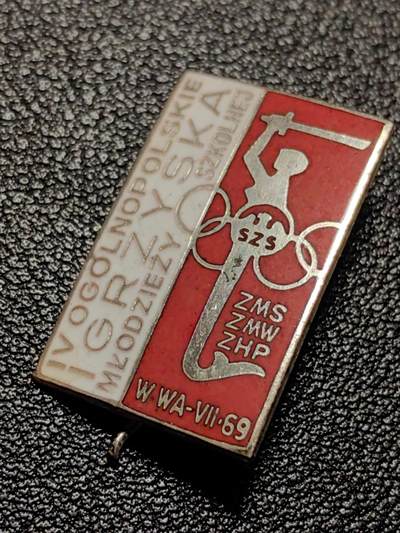 IV OGÓLNOPOLSKIE
IGRZYSKA
MŁODZIEŻY SZKOLNEJ
SZS
ZMS
ZMW
ZHP
W-WA-VII-69